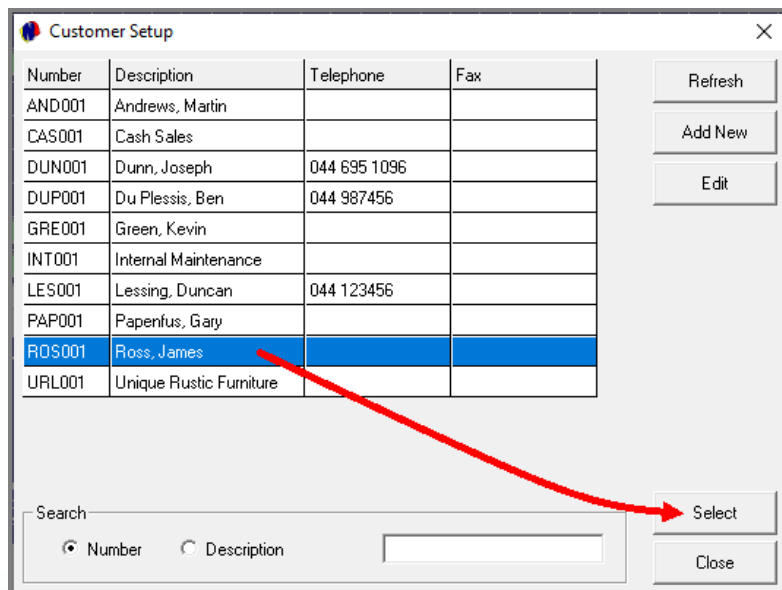 Customer Setup
Number Description Telephone Fax
AND001 Andrews, Martin
CAS001 Cash Sales
DUN001 Dunn, Joseph 044 695 1096
DUP001 Du Plessis, Ben 044 987456
GRE001 Green, Kevin
INT001 Internal Maintenance
LES001 Lessing, Duncan 044 123456
PAP001 Papenfus, Gary
ROS001 Ross, James
URL001 Unique Rustic Furniture
Refresh
Add New
Edit
Search
Number Description
Select
Close